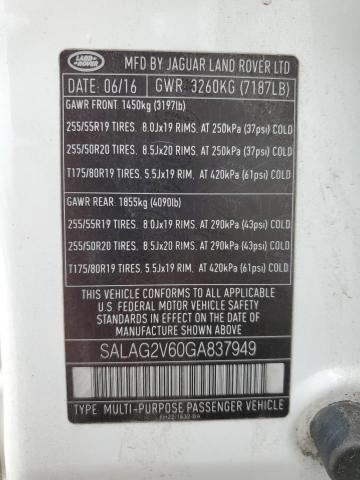 LAND ROVER
MFD BY JAGUAR LAND ROVER LTD
DATE: 06/16 GWR: 3260KG (7187LB)
GAWR FRONT: 1450kg (3197lb)
255/55R19 TIRES. 8.0Jx19 RIMS, AT 250kPa (37psi) COLD
255/50R20 TIRES. 8.5Jx20 RIMS, AT 250kPa (37psi) COLD
T175/80R19 TIRES, 5.5Jx19 RIM, AT 420kPa (61psi) COLD
GAWR REAR. 1855kg (4090lb)
255/55R19 TIRES. 8.0Jx19 RIMS, AT 290kPa (43psi) COLD
255/50R20 TIRES. 8.5Jx20 RIMS, AT 290kPa (43psi) COLD
T175/80R19 TIRES, 5.5Jx19 RIM, AT 420kPa (61psi) COLD
THIS VEHICLE CONFORMS TO ALL APPLICABLE
U.S. FEDERAL MOTOR VEHICLE SAFETY
STANDARDS IN EFFECT ON THE DATE
OF MANUFACTURE SHOWN ABOVE
SALAG2V60GA837949
TYPE: MULTI-PURPOSE PASSENGER VEHICLE